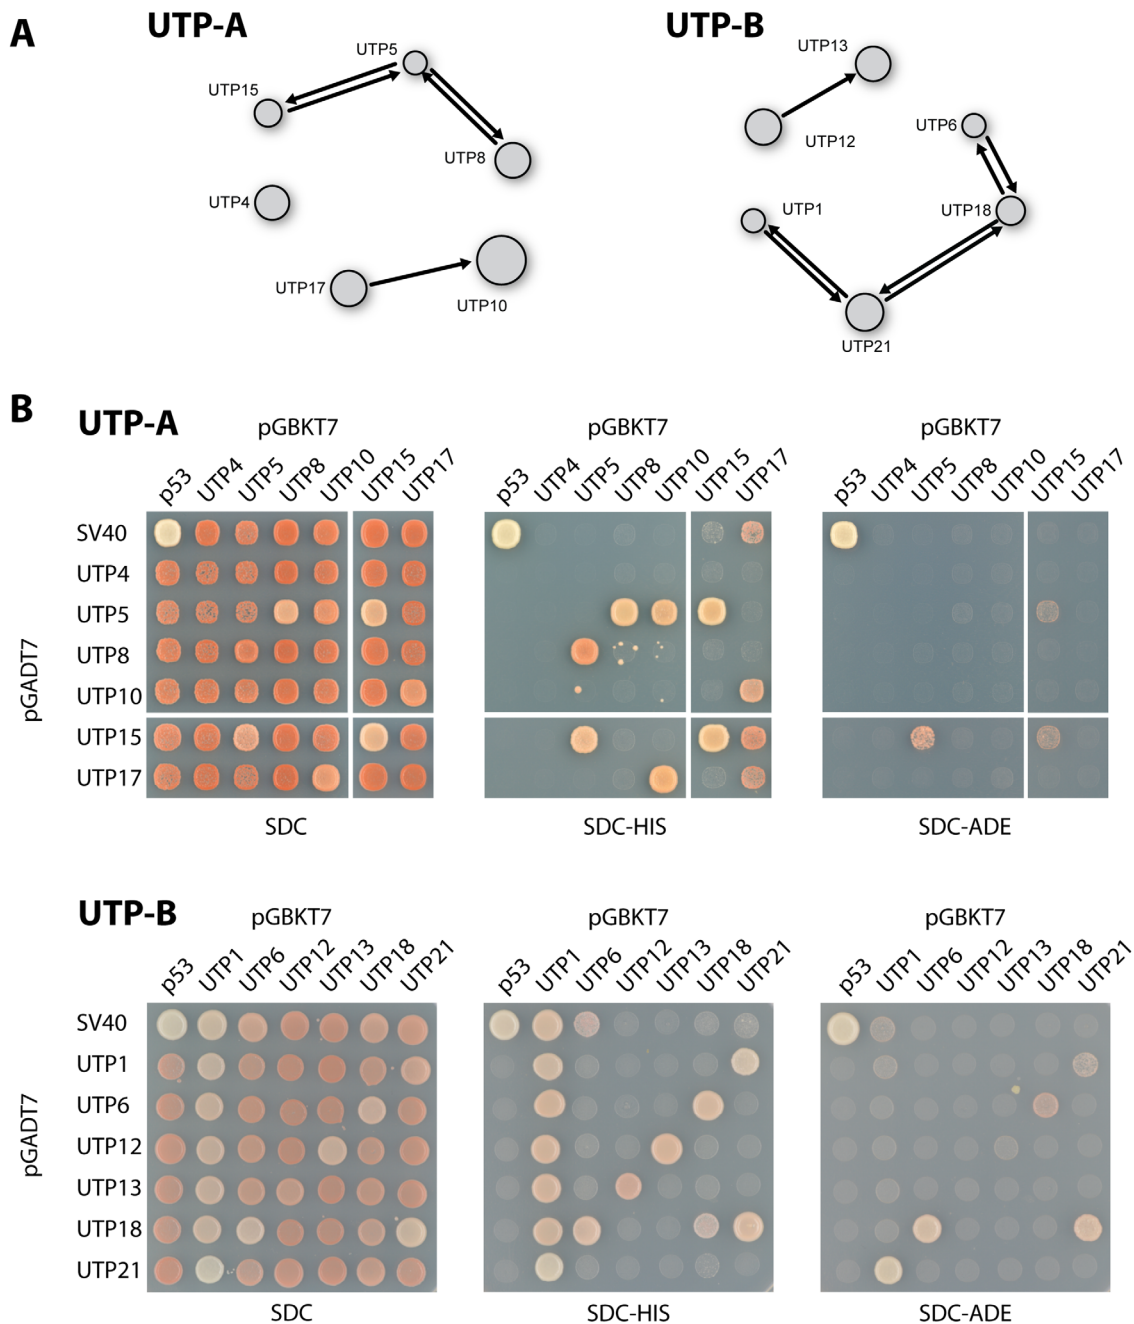 A
UTP-A
UTP-B
UTP5
UTP15
UTP8
UTP4
UTP17
UTP10
UTP13
UTP12
UTP6
UTP1
UTP18
UTP21
B
UTP-A
pGBKT7
pGBKT7
pGBKT7
p53 UTP4 UTP5 UTP8 UTP10 UTP15 UTP17
p53 UTP4 UTP5 UTP8 UTP10 UTP15 UTP17
p53 UTP4 UTP5 UTP8 UTP10 UTP15 UTP17
pGADT7
SV40
UTP4
UTP5
UTP8
UTP10
UTP15
UTP17
SDC
SDC-HIS
SDC-ADE
UTP-B
pGBKT7
pGBKT7
pGBKT7
p53 UTP1 UTP6 UTP12 UTP13 UTP18 UTP21
p53 UTP1 UTP6 UTP12 UTP13 UTP18 UTP21
p53 UTP1 UTP6 UTP12 UTP13 UTP18 UTP21
pGADT7
SV40
UTP1
UTP6
UTP12
UTP13
UTP18
UTP21
SDC
SDC-HIS
SDC-ADE